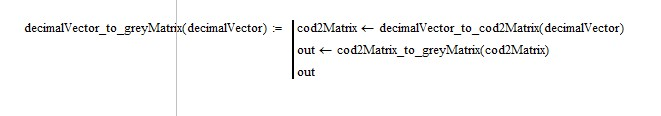 decimalVector_to_greyMatrix(decimalVector) := cod2Matrix ← decimalVector_to_cod2Matrix(decimalVector)
out ← cod2Matrix_to_greyMatrix(cod2Matrix)
out